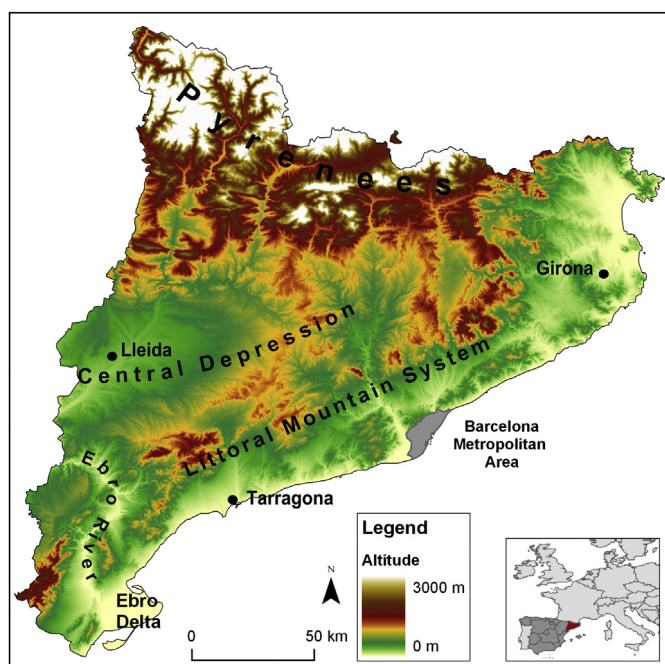 Pyrenees
Girona
Lleida
Central Depression
Littoral Mountain System
Barcelona
Metropolitan
Area
Ebro River
Tarragona
Ebro
Delta
N
0 50 km
Legend
Altitude
3000 m
0 m